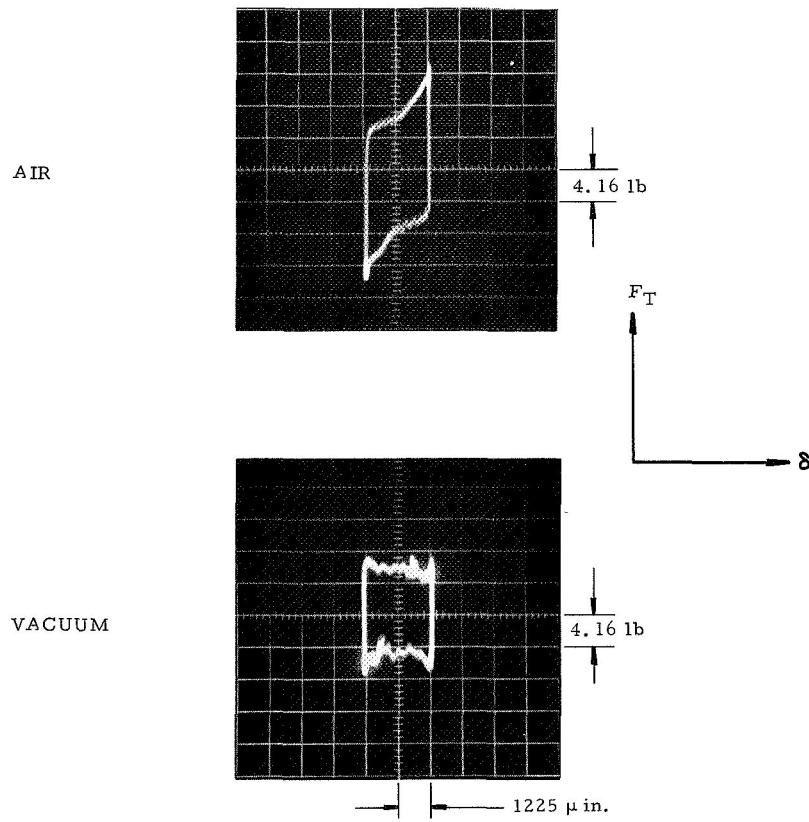 AIR
4.16 lb
F_T
δ
VACUUM
4.16 lb
1225 μ in.